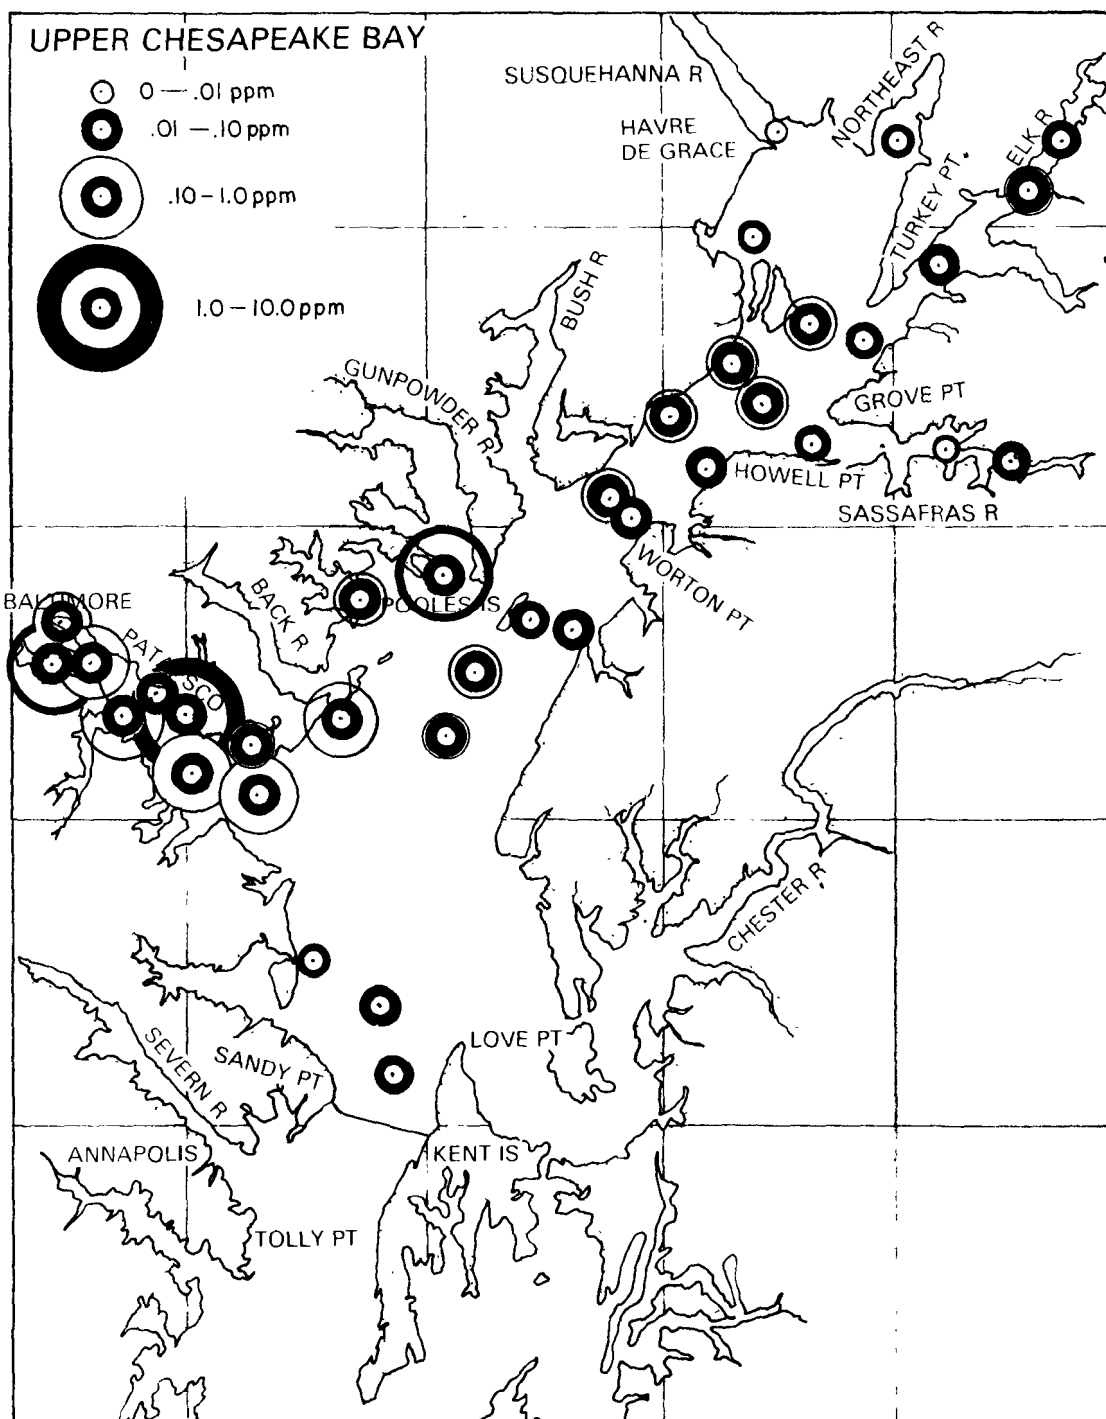 UPPER CHESAPEAKE BAY
0 — .01 ppm
.01 — .10 ppm
.10 – 1.0 ppm
1.0 – 10.0 ppm
SUSQUEHANNA R
HAVRE
DE GRACE
NORTHEAST R
ELK R
TURKEY PT.
BUSH R
GUNPOWDER R
GROVE PT
HOWELL PT
SASSAFRAS R
WORTON PT
BALTIMORE
BACK R
POOLES IS
PATAPSCO
CHESTER R
LOVE PT
SANDY PT
SEVERN R
ANNAPOLIS
KENT IS
TOLLY PT